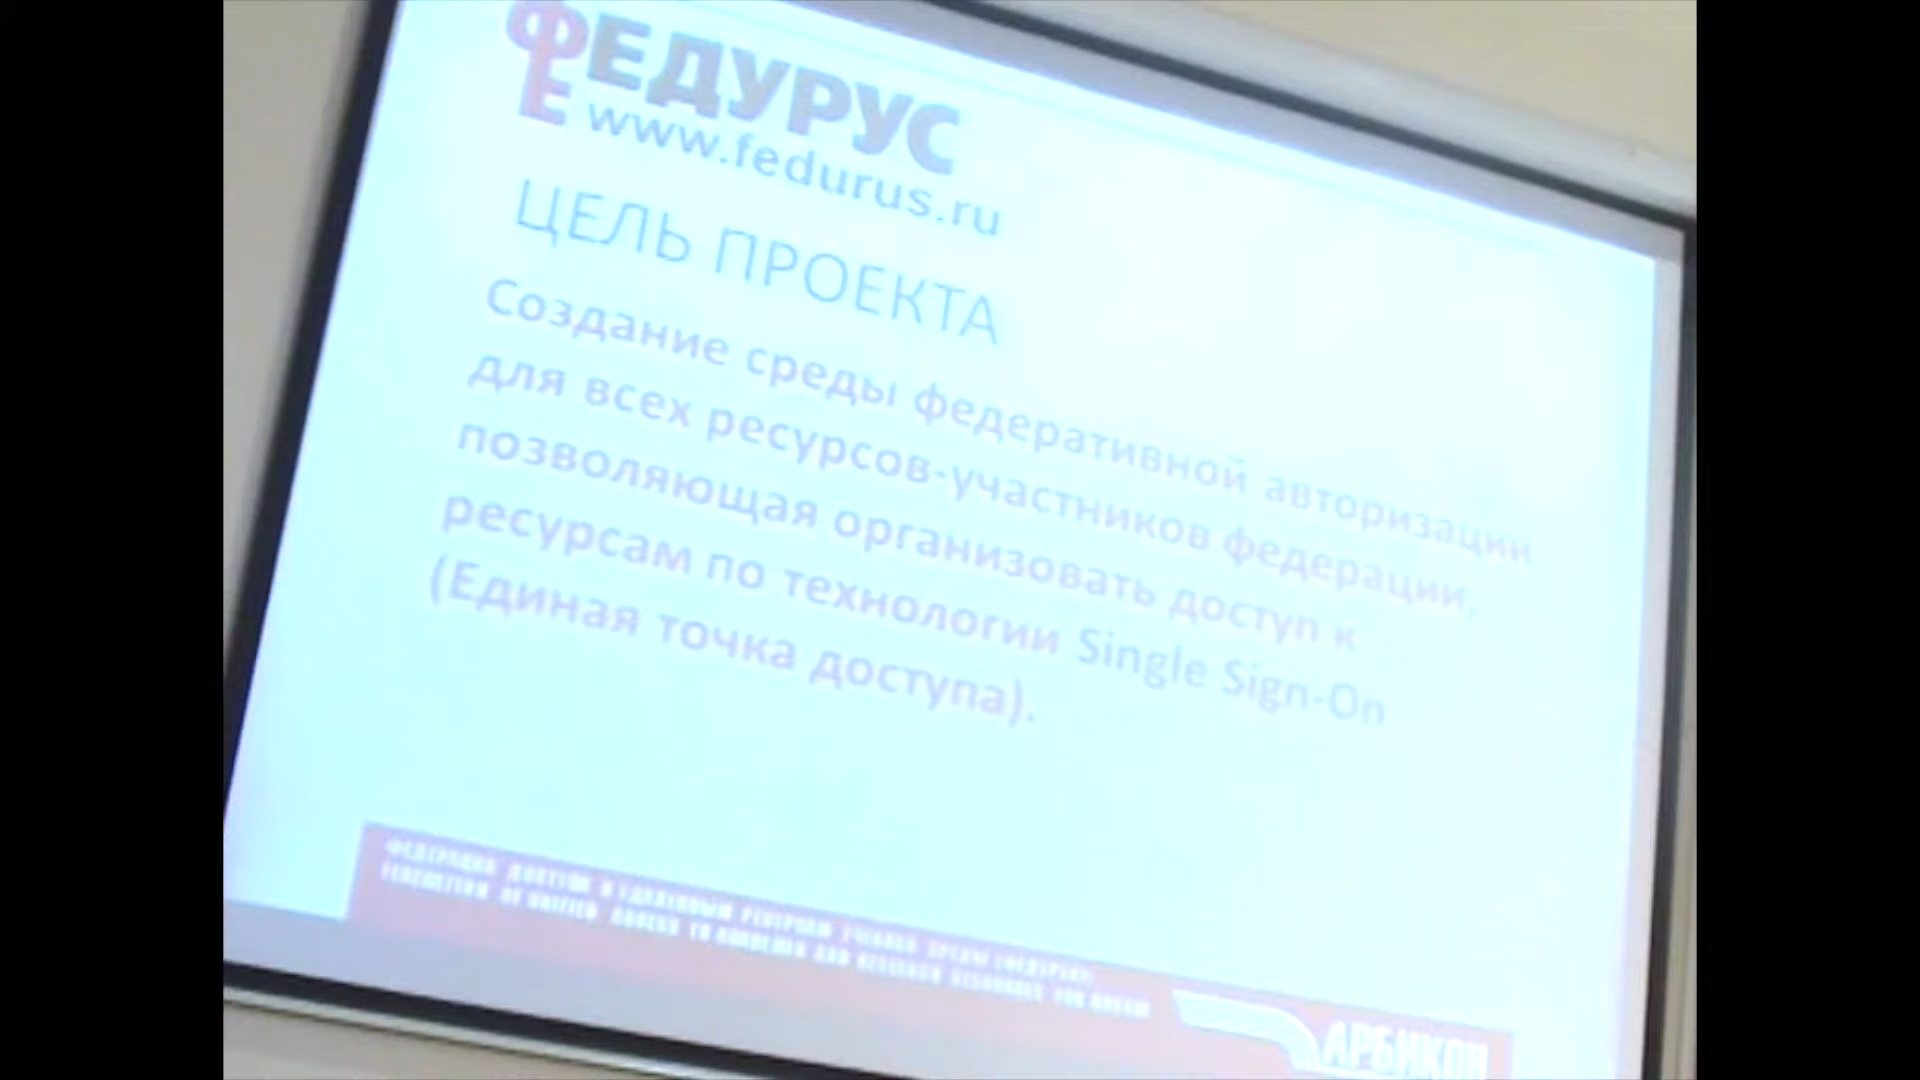 ФЕДУРУС
www.fedurus.ru
ЦЕЛЬ ПРОЕКТА
Создание среды федеративной авторизации
для всех ресурсов-участников федерации,
позволяющая организовать доступ к
ресурсам по технологии Single Sign-On
(Единая точка доступа).
АРБИКОН